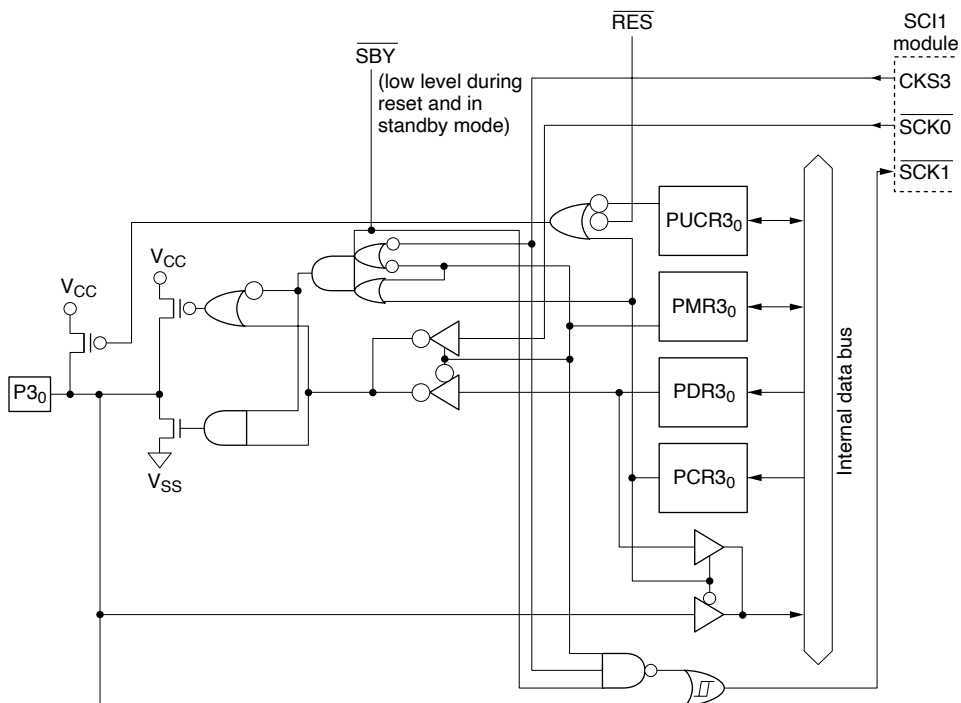 RES
SCI1
module
SBY
(low level during
reset and in
standby mode)
CKS3
SCK0
SCK1
PUCR3₀
VCC
VCC
PMR3₀
P3₀
PDR3₀
Internal data bus
PCR3₀
VSS